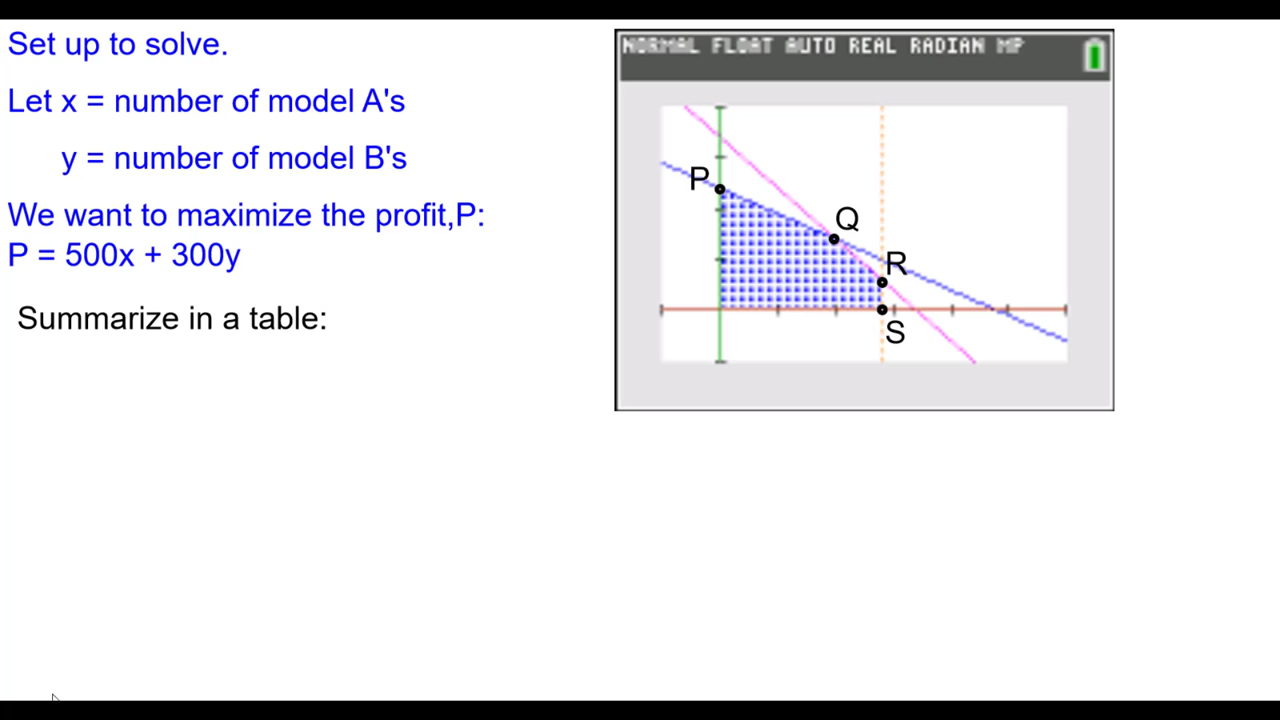 Set up to solve.
Let x = number of model A's
y = number of model B's
We want to maximize the profit,P:
P = 500x + 300y
Summarize in a table:
NORMAL FLOAT AUTO REAL RADIAN MP
P
Q
R
S